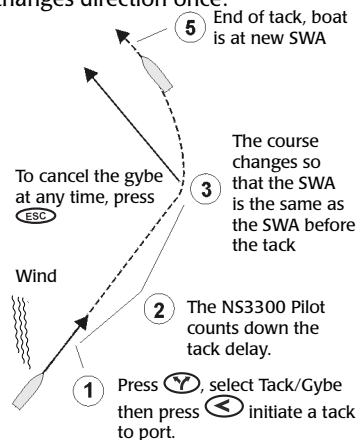 changes direction once.
5
End of tack, boat
is at new SWA
To cancel the gybe
at any time, press
ESC
3
The course
changes so
that the SWA
is the same as
the SWA before
the tack
Wind
2
The NS3300 Pilot
counts down the
tack delay.
1
Press , select Tack/Gybe
then press < initiate a tack
to port.